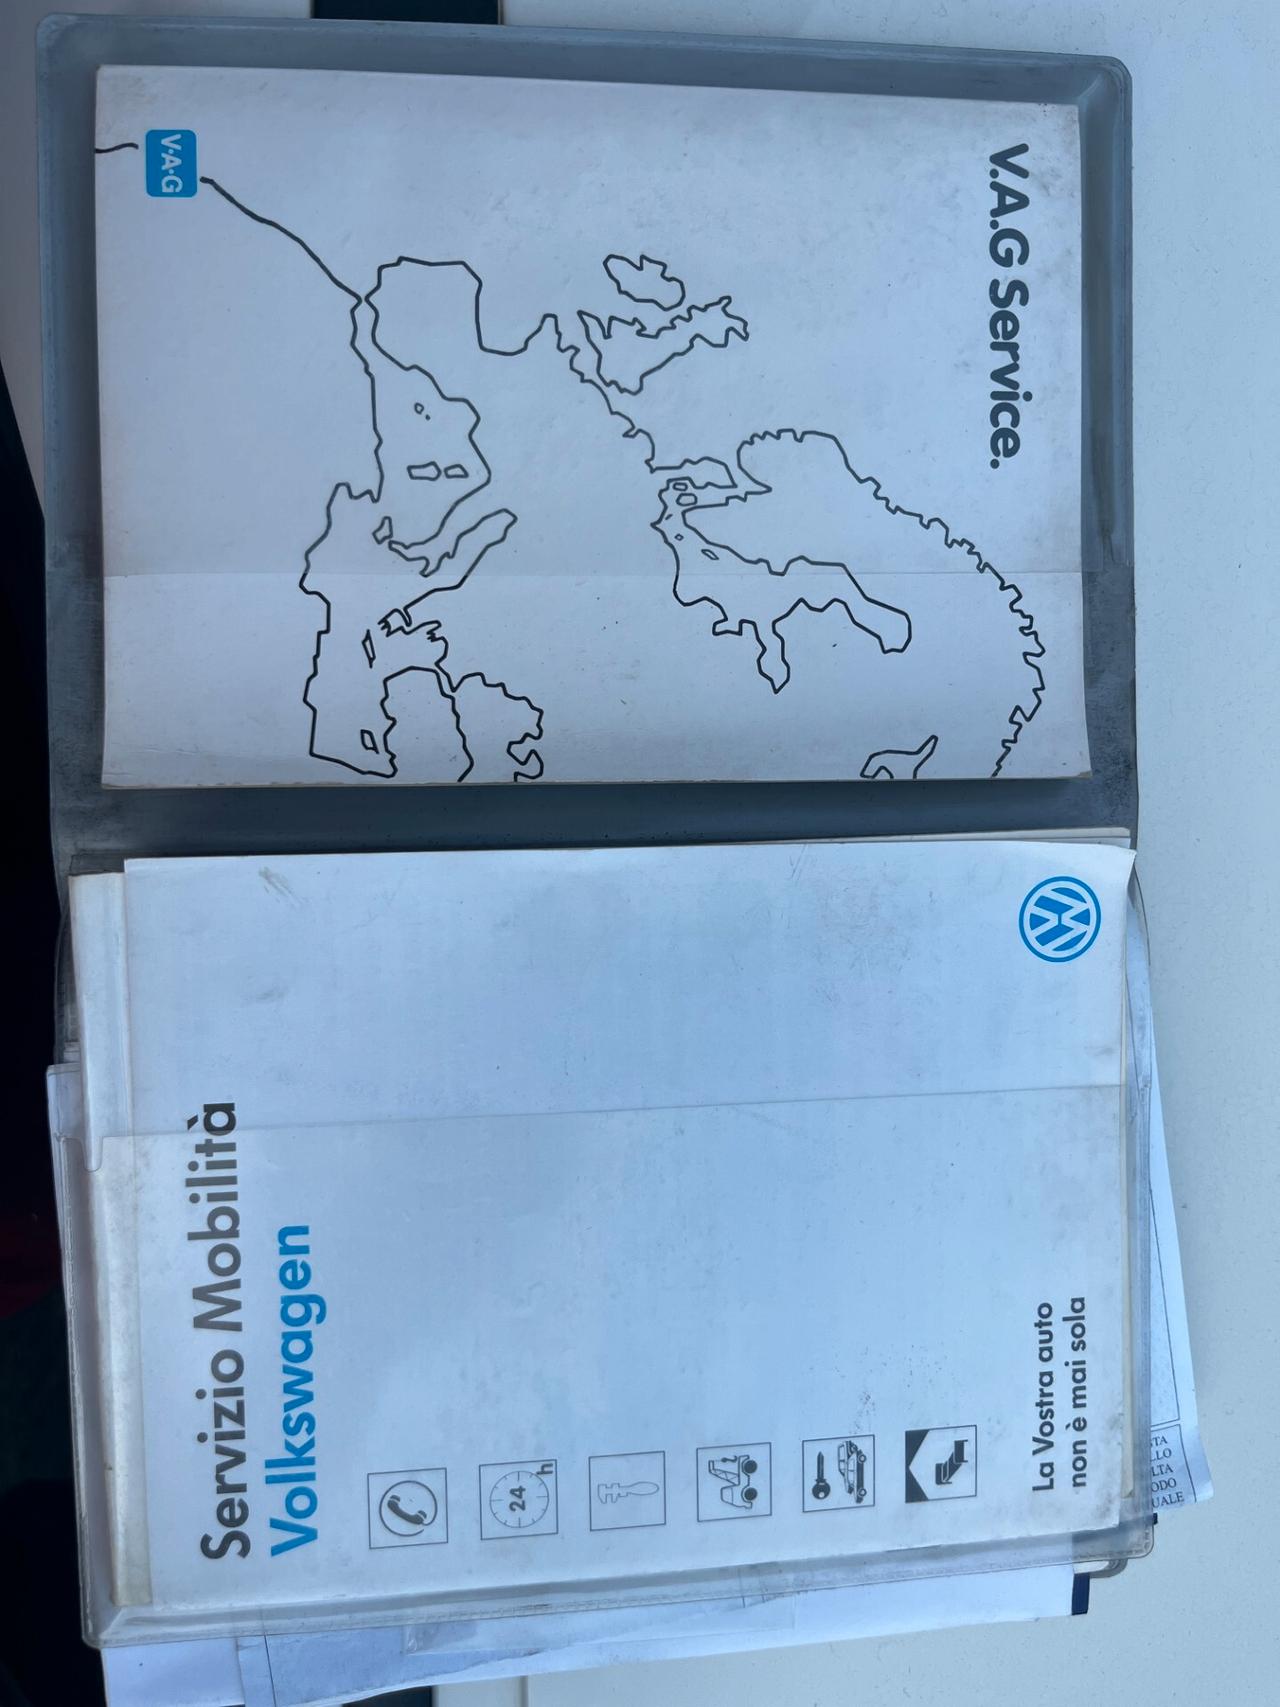 V.A.G Service.
V·A·G
Servizio Mobilità
Volkswagen
24
h
La Vostra auto
non è mai sola